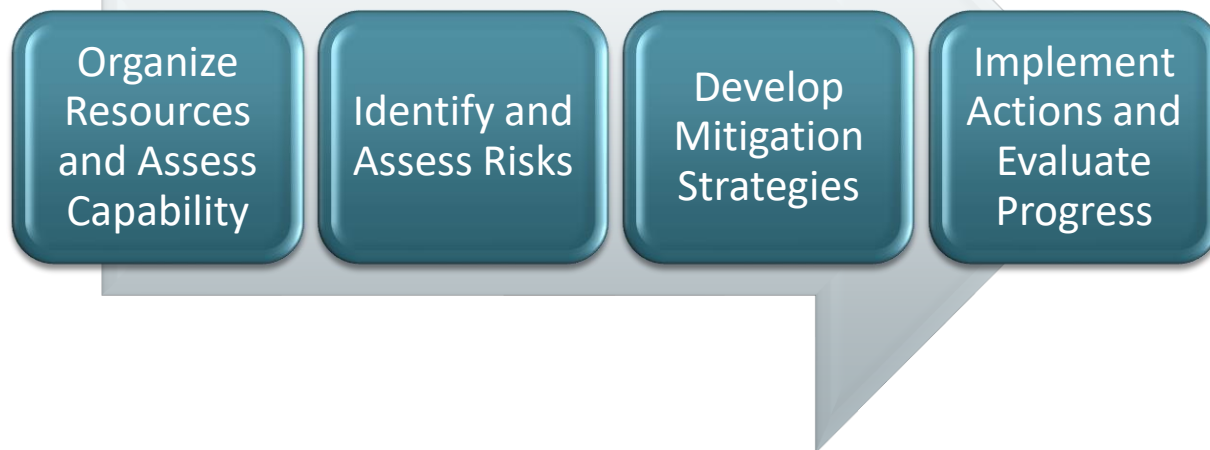 Organize
Resources
and Assess
Capability
Identify and
Assess Risks
Develop
Mitigation
Strategies
Implement
Actions and
Evaluate
Progress